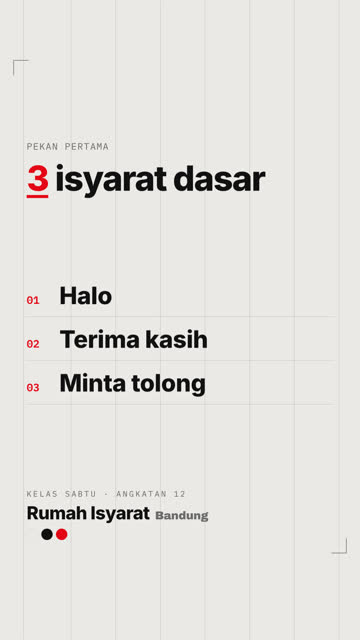 PEKAN PERTAMA
3 isyarat dasar
01 Halo
02 Terima kasih
03 Minta tolong
KELAS SABTU · ANGKATAN 12
Rumah Isyarat Bandung